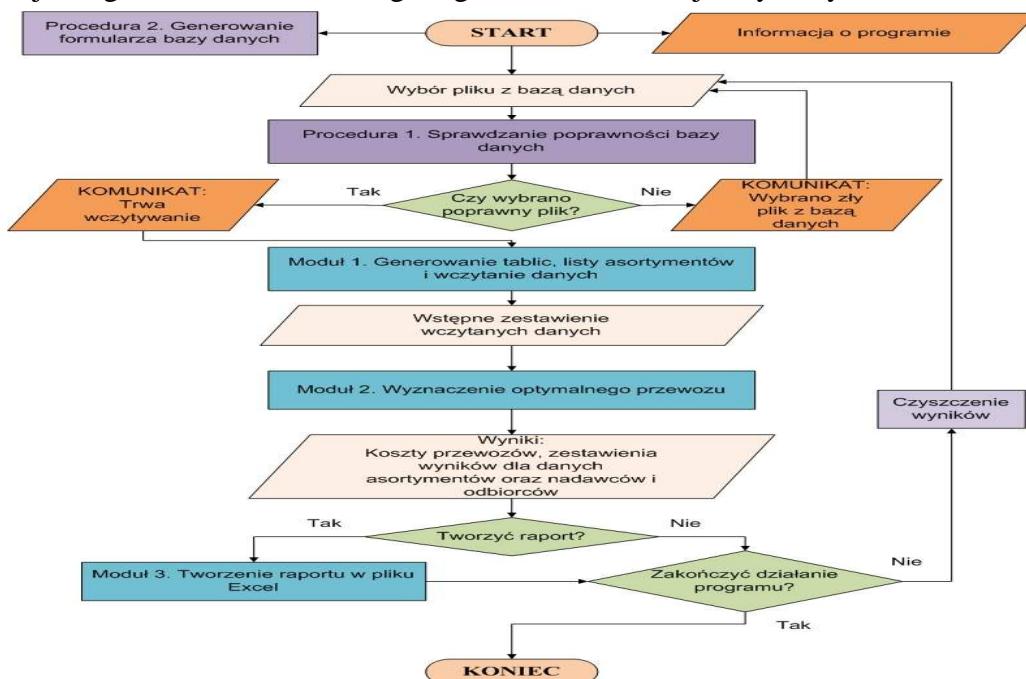 Procedura 2. Generowanie
formularza bazy danych
START
Informacja o programie
Wybór pliku z bazą danych
Procedura 1. Sprawdzanie poprawności bazy
danych
KOMUNIKAT:
Trwa
wczytywanie
Tak
Czy wybrano
poprawny plik?
Nie
KOMUNIKAT:
Wybrano zły
plik z bazą
danych
Moduł 1. Generowanie tablic, listy asortymentów
i wczytanie danych
Wstępne zestawienie
wczytanych danych
Moduł 2. Wyznaczenie optymalnego przewozu
Czyszczenie
wyników
Wyniki:
Koszty przewozów, zestawienia
wyników dla danych
asortymentów oraz nadawców i
odbiorców
Tak
Tworzyć raport?
Nie
Moduł 3. Tworzenie raportu w pliku
Excel
Zakończyć działanie
programu?
Nie
Tak
KONIEC